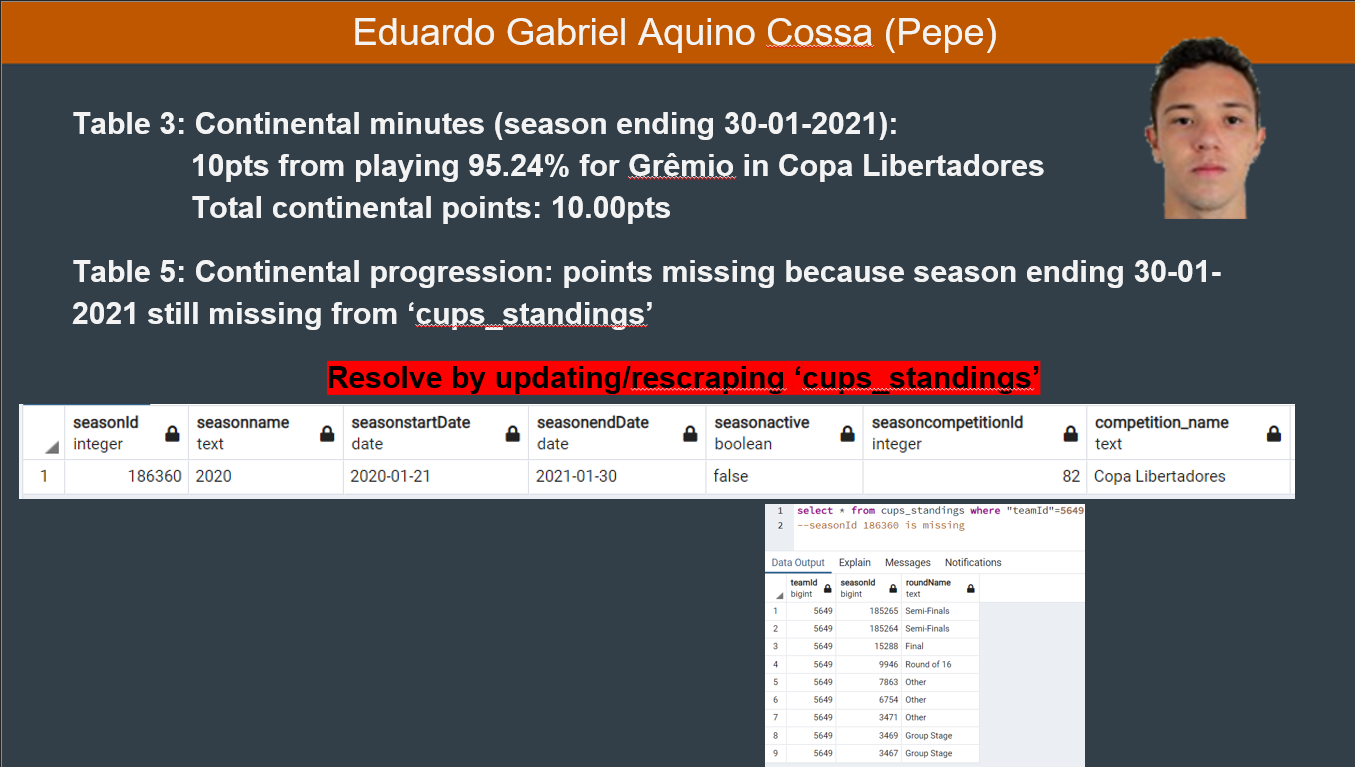 Eduardo Gabriel Aquino Cossa (Pepe)
Table 3: Continental minutes (season ending 30-01-2021):
10pts from playing 95.24% for Grêmio in Copa Libertadores
Total continental points: 10.00pts
Table 5: Continental progression: points missing because season ending 30-01-
2021 still missing from ‘cups_standings’
Resolve by updating/rescraping ‘cups_standings’
seasonId seasonname seasonstartDate seasonendDate seasonactive seasoncompetitionId competition_name
integer text date date boolean integer text
1 186360 2020 2020-01-21 2021-01-30 false 82 Copa Libertadores
1 select * from cups_standings where "teamId"=5649
2 --seasonId 186360 is missing
Data Output Explain Messages Notifications
teamId seasonId roundName
bigint bigint text
1 5649 185265 Semi-Finals
2 5649 185264 Semi-Finals
3 5649 15288 Final
4 5649 9946 Round of 16
5 5649 7863 Other
6 5649 6754 Other
7 5649 3471 Other
8 5649 3469 Group Stage
9 5649 3467 Group Stage